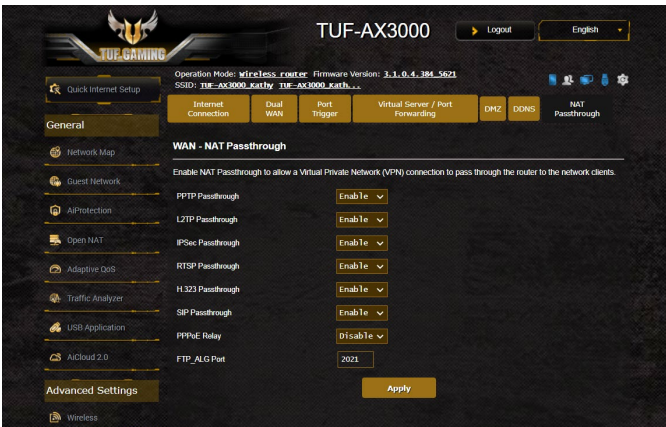 TUF GAMING
TUF-AX3000
Logout
English
Quick Internet Setup
Operation Mode: Wireless router Firmware Version: 3.1.0.4.384_5621
SSID: TUF-AX3000_Kathy TUF-AX3000_Kath...
Internet Connection
Dual WAN
Port Trigger
Virtual Server / Port Forwarding
DMZ
DDNS
NAT Passthrough
General
Network Map
Guest Network
AiProtection
Open NAT
Adaptive QoS
Traffic Analyzer
USB Application
AiCloud 2.0
Advanced Settings
Wireless
WAN - NAT Passthrough
Enable NAT Passthrough to allow a Virtual Private Network (VPN) connection to pass through the router to the network clients.
PPTP Passthrough Enable
L2TP Passthrough Enable
IPSec Passthrough Enable
RTSP Passthrough Enable
H.323 Passthrough Enable
SIP Passthrough Enable
PPPoE Relay Disable
FTP_ALG Port 2021
Apply